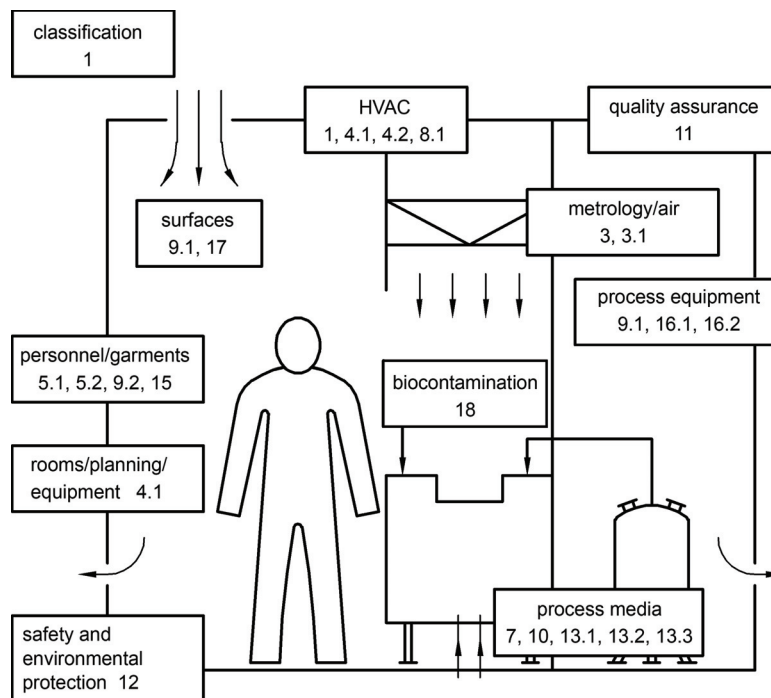 classification
1
HVAC
1, 4.1, 4.2, 8.1
quality assurance
11
surfaces
9.1, 17
metrology/air
3, 3.1
process equipment
9.1, 16.1, 16.2
personnel/garments
5.1, 5.2, 9.2, 15
biocontamination
18
rooms/planning/
equipment 4.1
process media
7, 10, 13.1, 13.2, 13.3
safety and
environmental
protection 12